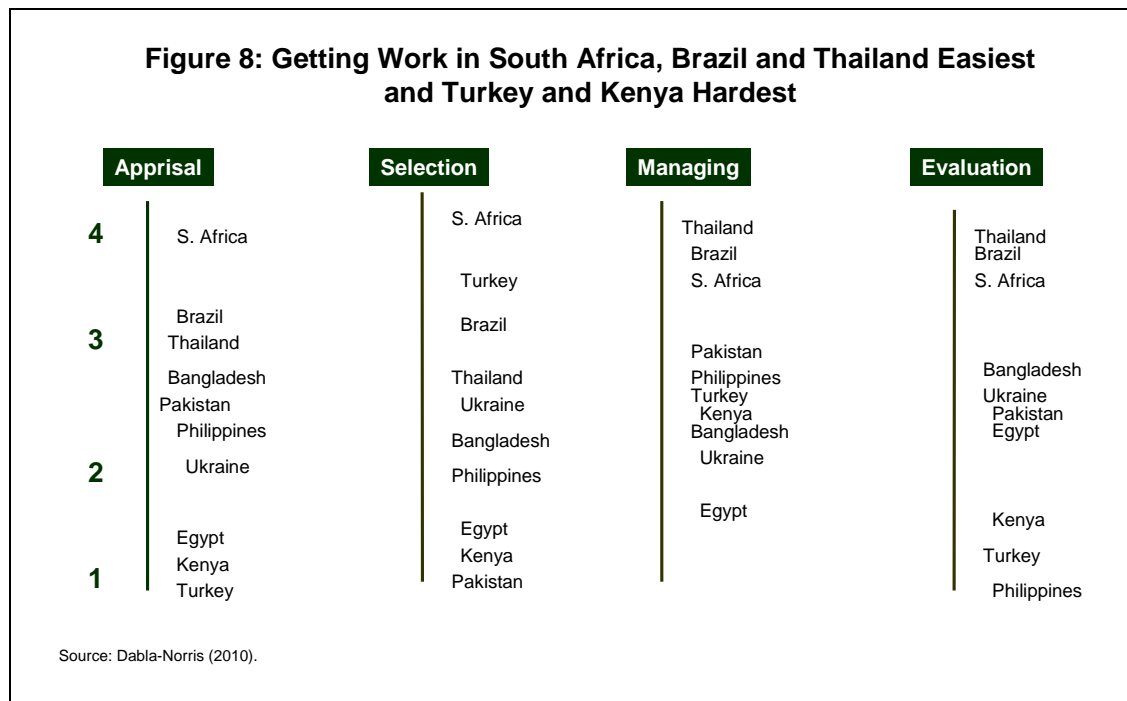 Figure 8: Getting Work in South Africa, Brazil and Thailand Easiest
and Turkey and Kenya Hardest
Apprisal
Selection
Managing
Evaluation
4
3
2
1
S. Africa
Brazil
Thailand
Bangladesh
Pakistan
Philippines
Ukraine
Egypt
Kenya
Turkey
S. Africa
Turkey
Brazil
Thailand
Ukraine
Bangladesh
Philippines
Egypt
Kenya
Pakistan
Thailand
Brazil
S. Africa
Pakistan
Philippines
Turkey
Kenya
Bangladesh
Ukraine
Egypt
Thailand
Brazil
S. Africa
Bangladesh
Ukraine
Pakistan
Egypt
Kenya
Turkey
Philippines
Source: Dabla-Norris (2010).